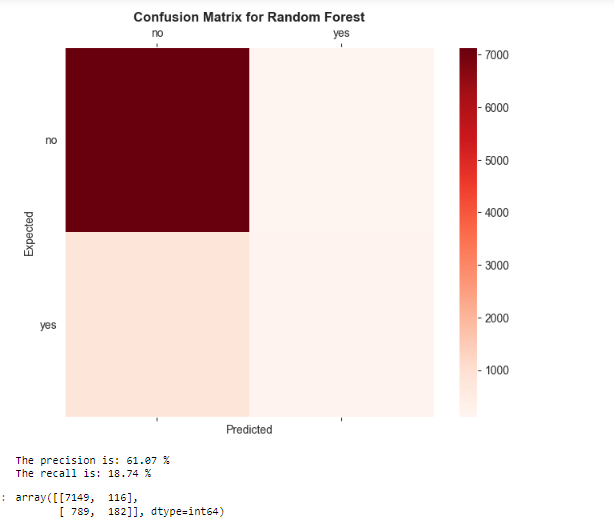 Confusion Matrix for Random Forest
no yes
7000
6000
no
5000
4000
Expected
3000
yes
2000
1000
Predicted
The precision is: 61.07 %
The recall is: 18.74 %
: array([[7149,  116],
       [ 789,  182]], dtype=int64)